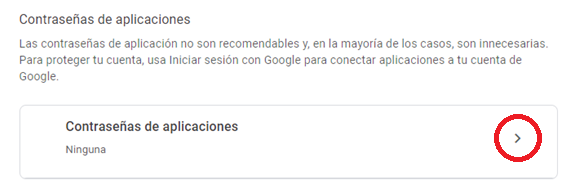 Contraseñas de aplicaciones
Las contraseñas de aplicación no son recomendables y, en la mayoría de los casos, son innecesarias.
Para proteger tu cuenta, usa Iniciar sesión con Google para conectar aplicaciones a tu cuenta de
Google.
Contraseñas de aplicaciones
Ninguna